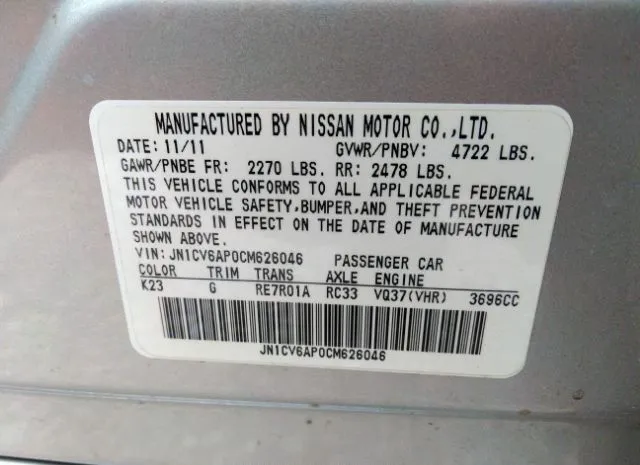 MANUFACTURED BY NISSAN MOTOR CO.,LTD.
DATE: 11/11 GVWR/PNBV: 4722 LBS.
GAWR/PNBE FR: 2270 LBS. RR: 2478 LBS.
THIS VEHICLE CONFORMS TO ALL APPLICABLE FEDERAL
MOTOR VEHICLE SAFETY,BUMPER,AND THEFT PREVENTION
STANDARDS IN EFFECT ON THE DATE OF MANUFACTURE
SHOWN ABOVE.
VIN: JN1CV6AP0CM626046 PASSENGER CAR
COLOR TRIM TRANS AXLE ENGINE
K23 G RE7R01A RC33 VQ37(VHR) 3696CC
JN1CV6AP0CM626046